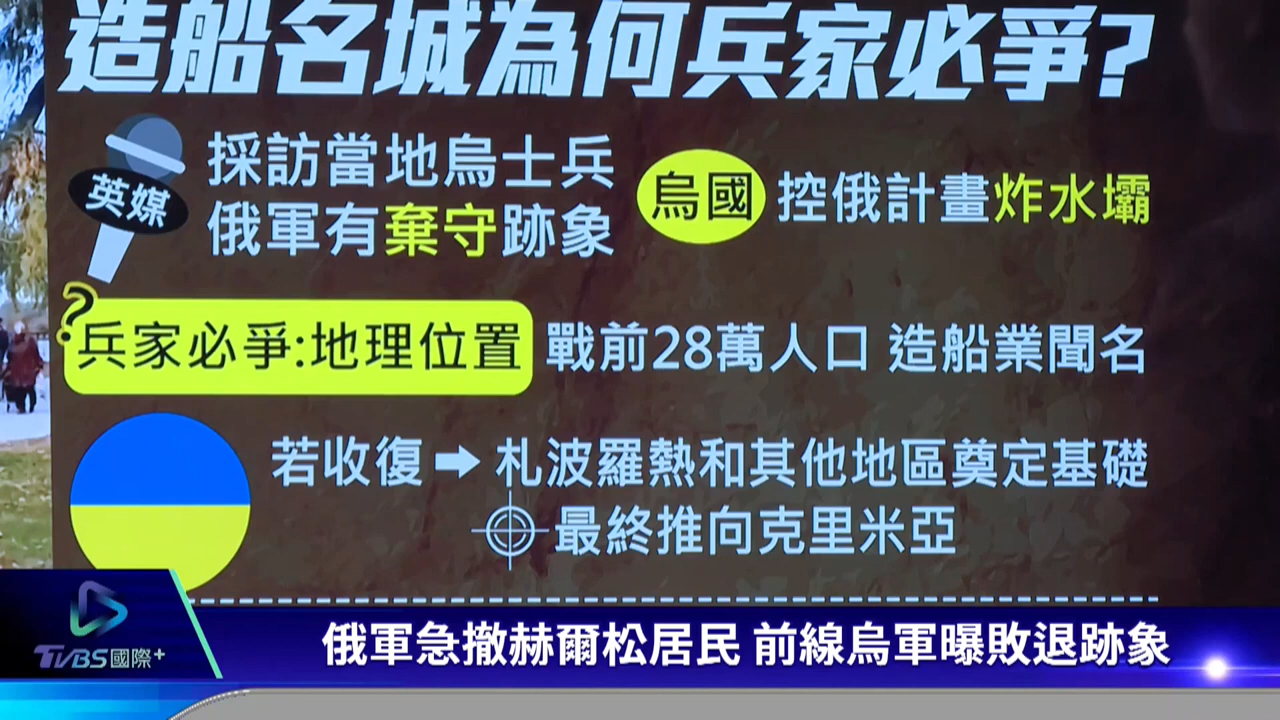 造船名城為何兵家必爭?
英媒
採訪當地烏士兵
俄軍有棄守跡象
烏國 控俄計畫炸水壩
?
兵家必爭:地理位置 戰前28萬人口 造船業聞名
若收復➡札波羅熱和其他地區奠定基礎
最終推向克里米亞
俄軍急撤赫爾松居民 前線烏軍曝敗退跡象
TVBS國際+